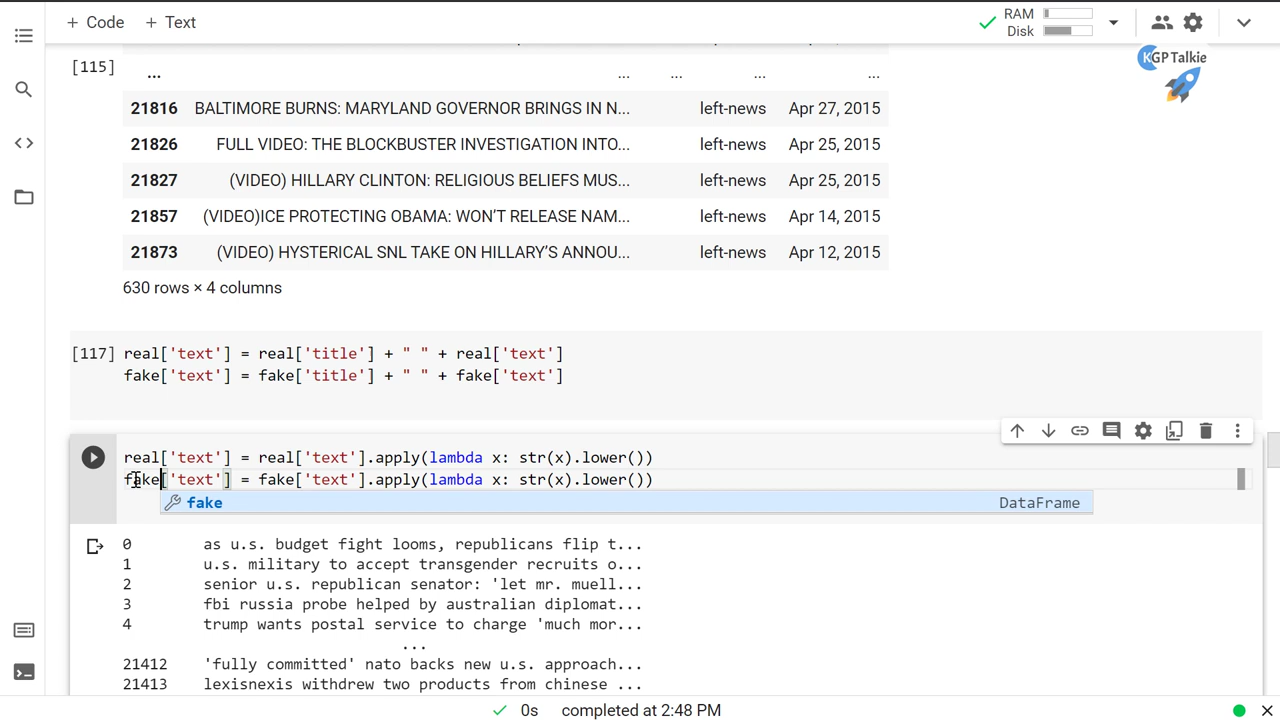 + Code + Text
RAM
Disk
KGP Talkie
[115]
... ... ... ... ...
21816 BALTIMORE BURNS: MARYLAND GOVERNOR BRINGS IN N... left-news Apr 27, 2015
21826 FULL VIDEO: THE BLOCKBUSTER INVESTIGATION INTO... left-news Apr 25, 2015
21827 (VIDEO) HILLARY CLINTON: RELIGIOUS BELIEFS MUS... left-news Apr 25, 2015
21857 (VIDEO)ICE PROTECTING OBAMA: WON’T RELEASE NAM... left-news Apr 14, 2015
21873 (VIDEO) HYSTERICAL SNL TAKE ON HILLARY’S ANNOU... left-news Apr 12, 2015
630 rows × 4 columns
[117] real['text'] = real['title'] + " " + real['text']
fake['text'] = fake['title'] + " " + fake['text']
real['text'] = real['text'].apply(lambda x: str(x).lower())
fake['text'] = fake['text'].apply(lambda x: str(x).lower())
fake DataFrame
0 as u.s. budget fight looms, republicans flip t...
1 u.s. military to accept transgender recruits o...
2 senior u.s. republican senator: 'let mr. muell...
3 fbi russia probe helped by australian diplomat...
4 trump wants postal service to charge 'much mor...
...
21412 'fully committed' nato backs new u.s. approach...
21413 lexisnexis withdrew two products from chinese ...
0s completed at 2:48 PM